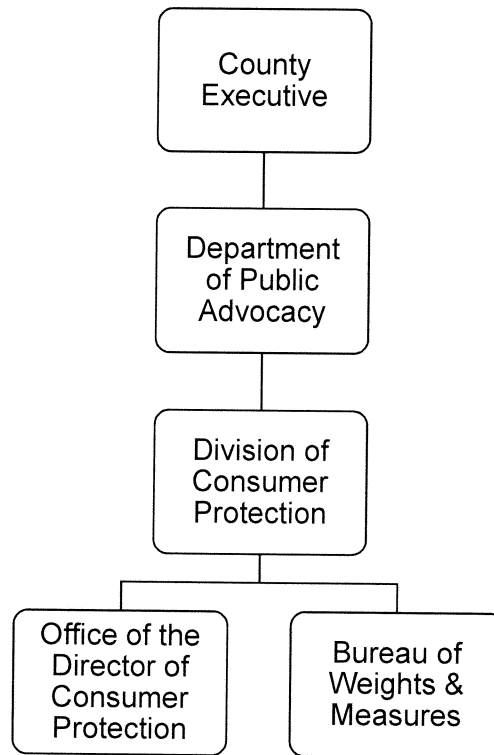 County
Executive
Department
of Public
Advocacy
Division of
Consumer
Protection
Office of the
Director of
Consumer
Protection
Bureau of
Weights &
Measures